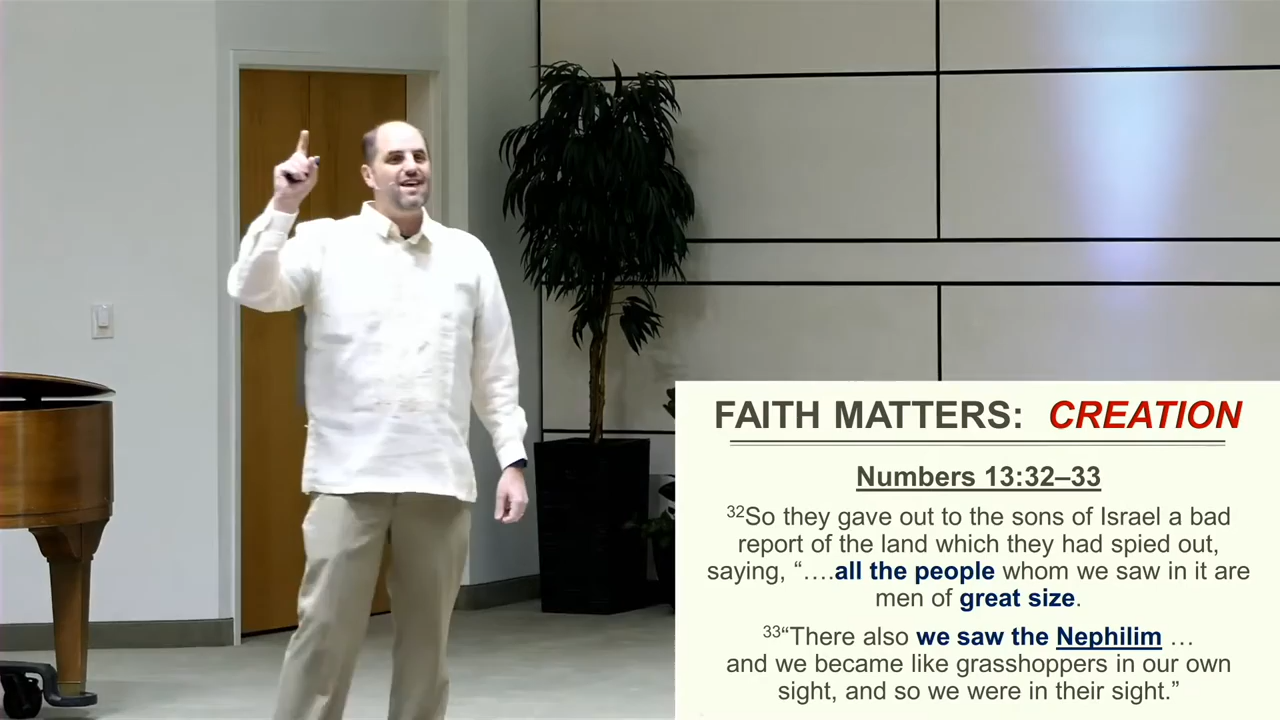 FAITH MATTERS: CREATION
Numbers 13:32–33
³²So they gave out to the sons of Israel a bad
report of the land which they had spied out,
saying, “….all the people whom we saw in it are
men of great size.
³³“There also we saw the Nephilim …
and we became like grasshoppers in our own
sight, and so we were in their sight.”